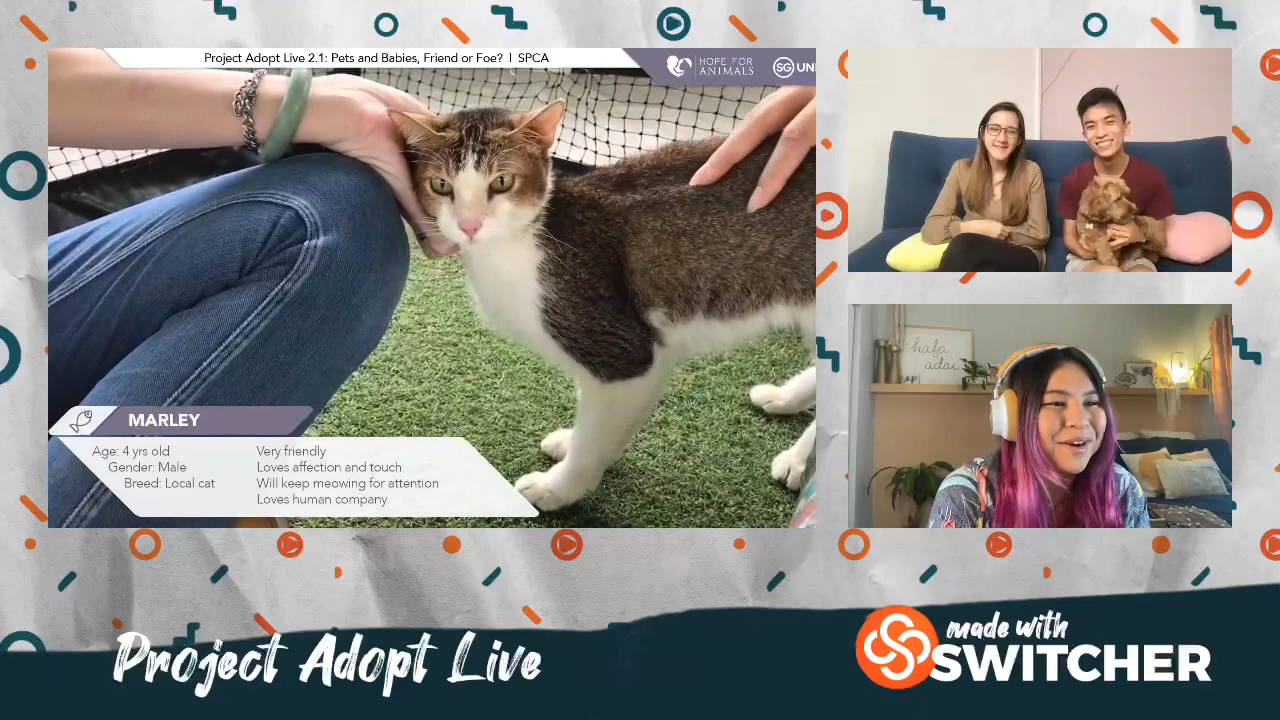 Project Adopt Live 2.1: Pets and Babies, Friend or Foe? | SPCA
HOPE FOR
ANIMALS
SG UNI
hafa
adai
MARLEY
Age: 4 yrs old
Gender: Male
Breed: Local cat
Very friendly
Loves affection and touch
Will keep meowing for attention
Loves human company
Project Adopt Live
made with
SWITCHER